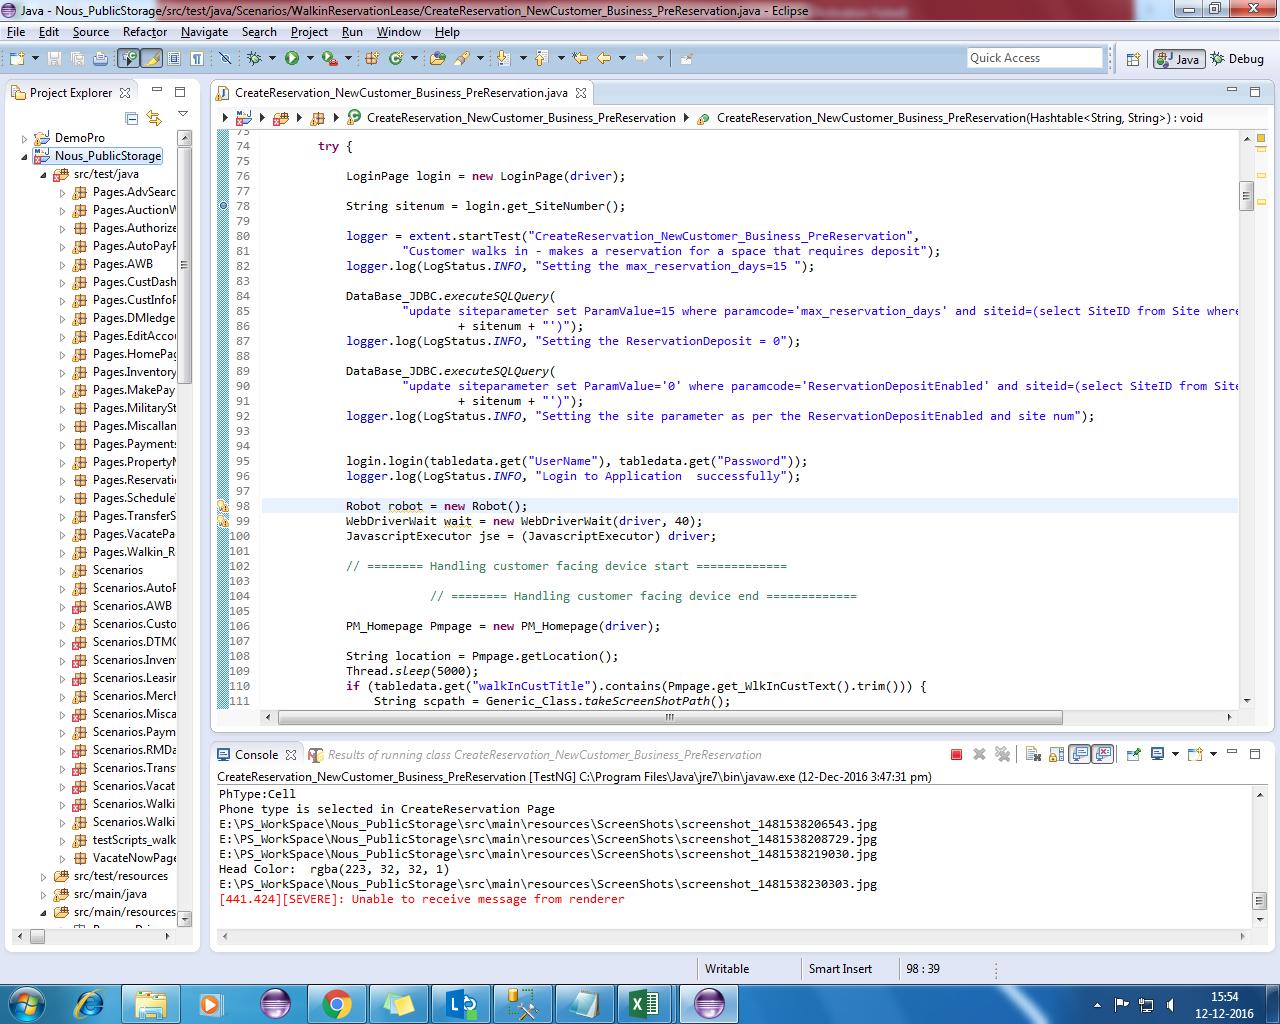 Java - Nous_PublicStorage/src/test/java/Scenarios/WalkinReservationLease/CreateReservation_NewCustomer_Business_PreReservation.java - Eclipse
File Edit Source Refactor Navigate Search Project Run Window Help
Quick Access
Java
Debug
Project Explorer
DemoPro
Nous_PublicStorage
src/test/java
Pages.AdvSearc
Pages.AuctionW
Pages.Authorize
Pages.AutoPayP
Pages.AWB
Pages.CustDash
Pages.CustInfoP
Pages.DMledge
Pages.EditAccou
Pages.HomePag
Pages.Inventory
Pages.MakePay
Pages.MilitarySt
Pages.Miscallan
Pages.Payments
Pages.PropertyM
Pages.Reservati
Pages.ScheduleV
Pages.TransferS
Pages.VacatePa
Pages.Walkin_R
Scenarios
Scenarios.AutoP
Scenarios.AWB
Scenarios.Custo
Scenarios.DTMC
Scenarios.Inven
Scenarios.Leasir
Scenarios.Merch
Scenarios.Misca
Scenarios.Paym
Scenarios.RMDa
Scenarios.Trans
Scenarios.Vacat
Scenarios.Walki
Scenarios.Walki
testScripts_walk
VacateNowPage
src/test/resources
src/main/java
src/main/resources
CreateReservation_NewCustomer_Business_PreReservation.java
CreateReservation_NewCustomer_Business_PreReservation
CreateReservation_NewCustomer_Business_PreReservation(Hashtable<String, String>) : void
73
74 try {
75
76 LoginPage login = new LoginPage(driver);
77
78 String sitenum = login.get_SiteNumber();
79
80 logger = extent.startTest("CreateReservation_NewCustomer_Business_PreReservation",
81 "Customer walks in - makes a reservation for a space that requires deposit");
82 logger.log(LogStatus.INFO, "Setting the max_reservation_days=15 ");
83
84 DataBase_JDBC.executeSQLQuery(
85 "update siteparameter set ParamValue=15 where paramcode='max_reservation_days' and siteid=(select SiteID from Site where
86 + sitenum + "')");
87 logger.log(LogStatus.INFO, "Setting the ReservationDeposit = 0");
88
89 DataBase_JDBC.executeSQLQuery(
90 "update siteparameter set ParamValue='0' where paramcode='ReservationDepositEnabled' and siteid=(select SiteID from Site
91 + sitenum + "')");
92 logger.log(LogStatus.INFO, "Setting the site parameter as per the ReservationDepositEnabled and site num");
93
94
95 login.login(tabledata.get("UserName"), tabledata.get("Password"));
96 logger.log(LogStatus.INFO, "Login to Application  successfully");
97
98 Robot robot = new Robot();
99 WebDriverWait wait = new WebDriverWait(driver, 40);
100 JavascriptExecutor jse = (JavascriptExecutor) driver;
101
102 // ======== Handling customer facing device start =============
103
104 // ======== Handling customer facing device end =============
105
106 PM_Homepage Pmpage = new PM_Homepage(driver);
107
108 String location = Pmpage.getLocation();
109 Thread.sleep(5000);
110 if (tabledata.get("walkInCustTitle").contains(Pmpage.get_WlkInCustText().trim())) {
111 String scpath = Generic_Class.takeScreenShotPath();
Console
Results of running class CreateReservation_NewCustomer_Business_PreReservation
CreateReservation_NewCustomer_Business_PreReservation [TestNG] C:\Program Files\Java\jre7\bin\javaw.exe (12-Dec-2016 3:47:31 pm)
PhType:Cell
Phone type is selected in CreateReservation Page
E:\PS_WorkSpace\Nous_PublicStorage\src\main\resources\ScreenShots\screenshot_1481538206543.jpg
E:\PS_WorkSpace\Nous_PublicStorage\src\main\resources\ScreenShots\screenshot_1481538208729.jpg
E:\PS_WorkSpace\Nous_PublicStorage\src\main\resources\ScreenShots\screenshot_1481538219030.jpg
Head Color:  rgba(223, 32, 32, 1)
E:\PS_WorkSpace\Nous_PublicStorage\src\main\resources\ScreenShots\screenshot_1481538230303.jpg
[441.424][SEVERE]: Unable to receive message from renderer
Writable
Smart Insert
98 : 39
15:54
12-12-2016